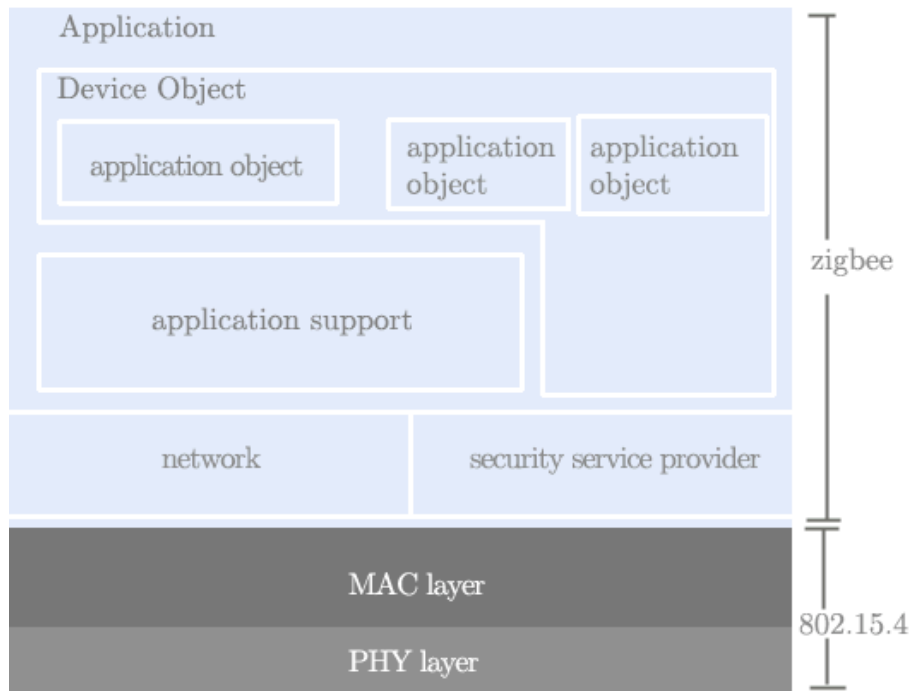 Application
Device Object
application object
application
object
application
object
zigbee
application support
network
security service provider
MAC layer
802.15.4
PHY layer